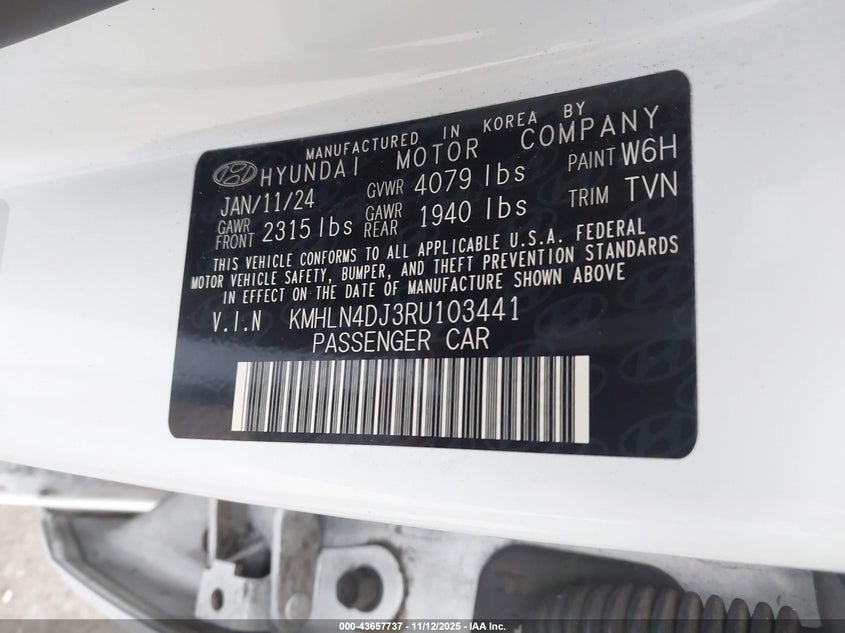 MANUFACTURED IN KOREA BY
HYUNDAI MOTOR COMPANY
JAN/11/24 GVWR 4079 lbs PAINT W6H
GAWR FRONT 2315 lbs GAWR REAR 1940 lbs TRIM TVN
THIS VEHICLE CONFORMS TO ALL APPLICABLE U.S.A. FEDERAL
MOTOR VEHICLE SAFETY, BUMPER, AND THEFT PREVENTION STANDARDS
IN EFFECT ON THE DATE OF MANUFACTURE SHOWN ABOVE
V.I.N KMHLN4DJ3RU103441
PASSENGER CAR
000-43657737 - 11/12/2025 - IAA Inc.